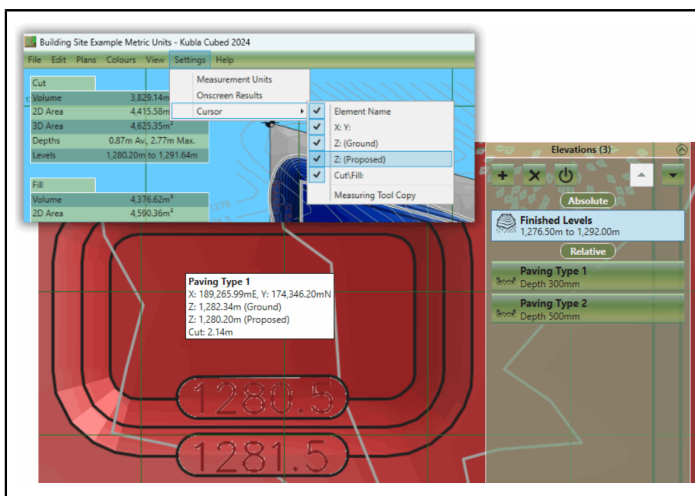 Building Site Example Metric Units - Kubla Cubed 2024
File Edit Plans Colours View Settings Help
Cut
Volume 3,829.14m
2D Area 4,415.58m
3D Area 4,625.35m²
Depths 0.87m Av., 2.77m Max.
Levels 1,280.20m to 1,291.64m
Fill
Volume 4,376.62m³
2D Area 4,590.36m²
Measurement Units
Onscreen Results
Cursor
Element Name
X: Y:
Z: (Ground)
Z: (Proposed)
Cut\Fill:
Measuring Tool Copy
1276
Elevations (3)
Absolute
Finished Levels
1,276.50m to 1,292.00m
Relative
Paving Type 1
Depth 300mm
Paving Type 2
Depth 500mm
Paving Type 1
X: 189,265.99mE, Y: 174,346.20mN
Z: 1,282.34m (Ground)
Z: 1,280.20m (Proposed)
Cut: 2.14m
1280.5
1281.5